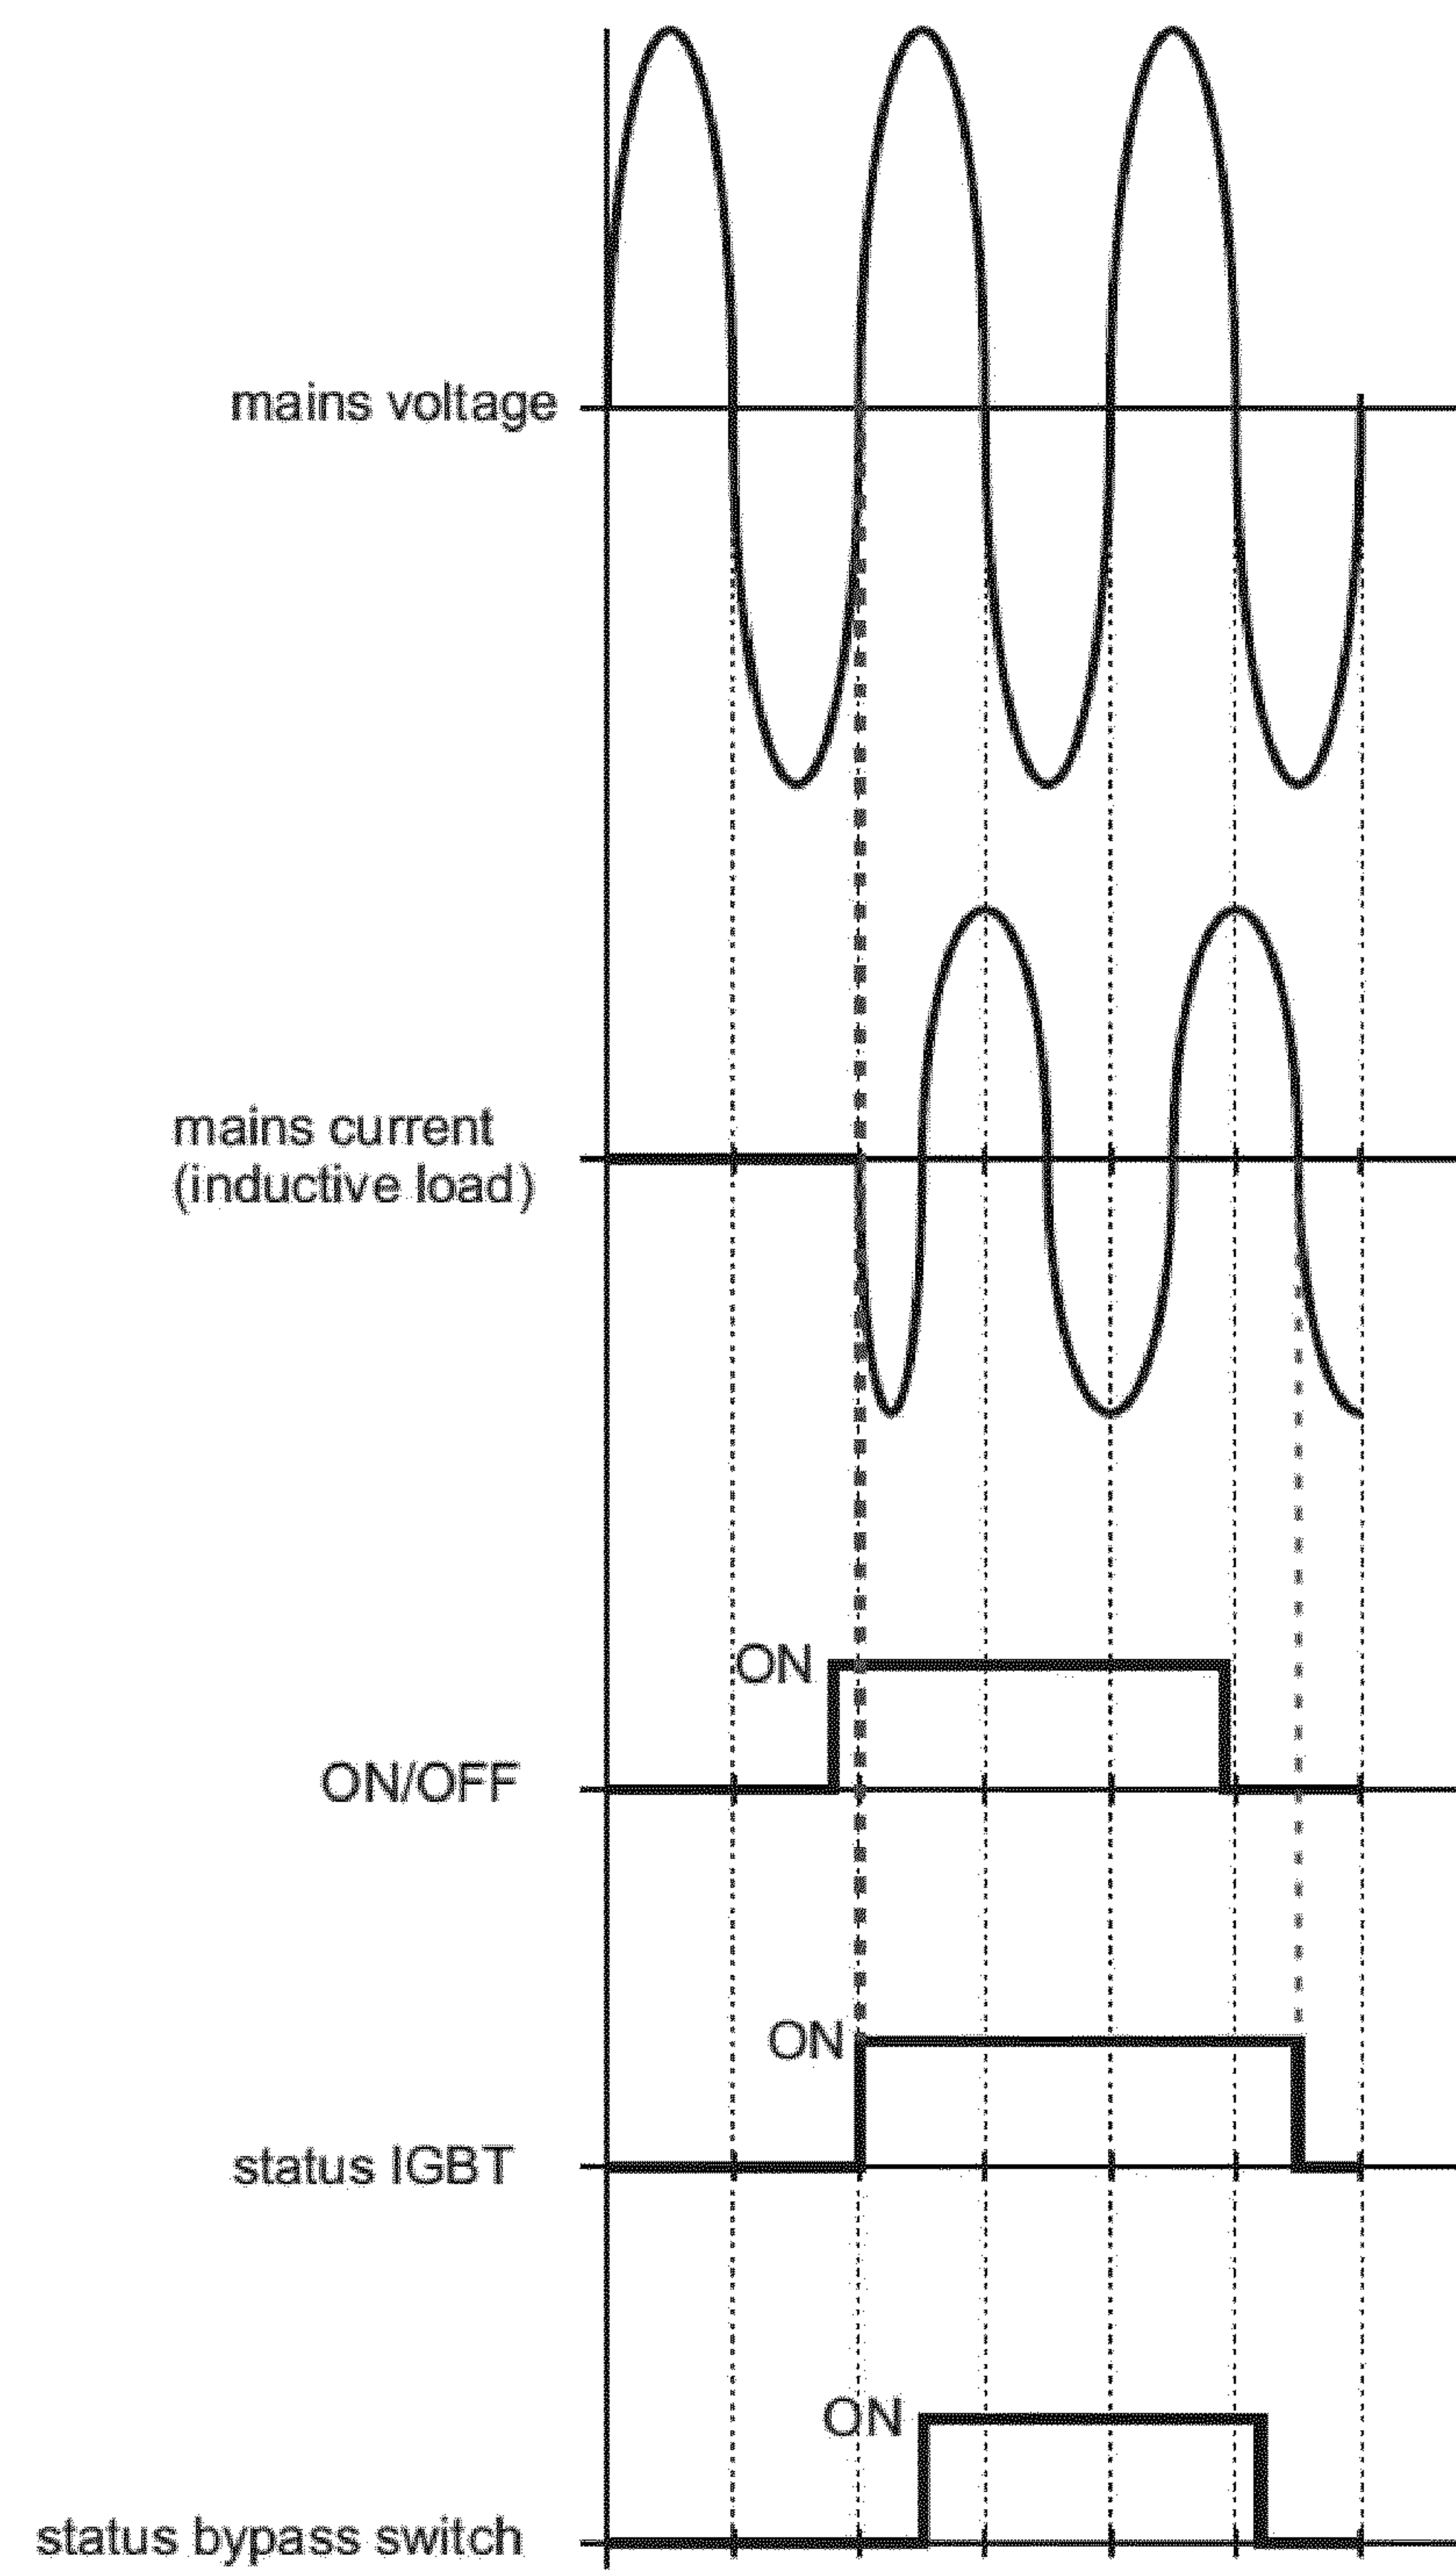 mains voltage
mains current
(inductive load)
ON
ON/OFF
ON
status IGBT
ON
status bypass switch